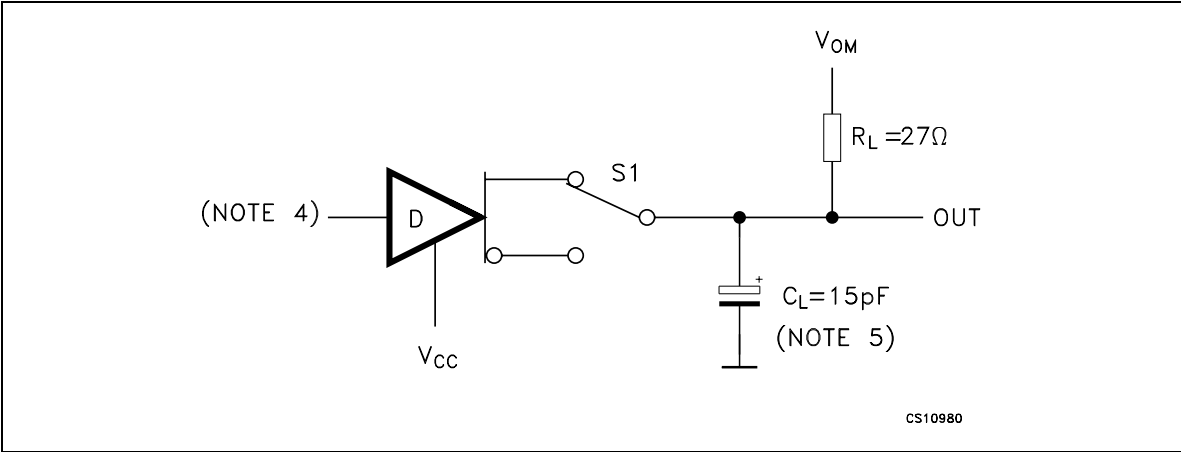 VOM
RL=27Ω
S1
(NOTE 4)
D
OUT
+
CL=15pF
(NOTE 5)
VCC
CS10980